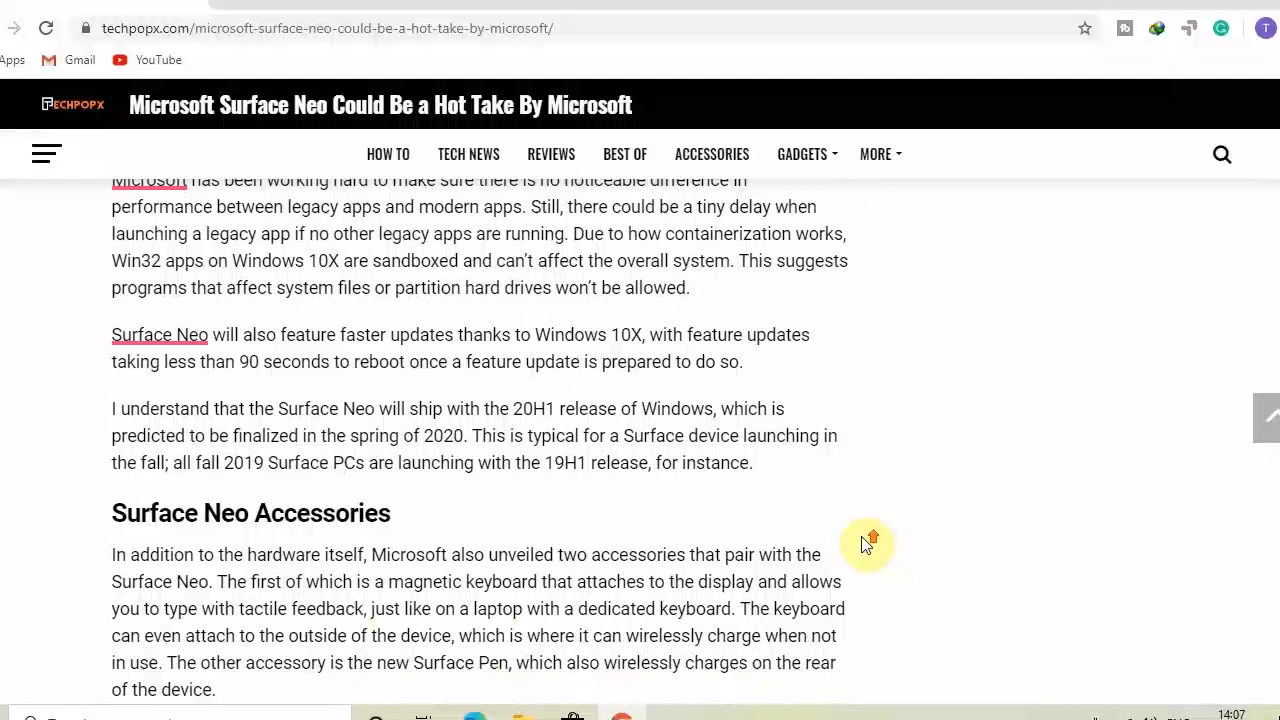 techpopx.com/microsoft-surface-neo-could-be-a-hot-take-by-microsoft/
T
Apps Gmail YouTube
TECHPOPX Microsoft Surface Neo Could Be a Hot Take By Microsoft
HOW TO TECH NEWS REVIEWS BEST OF ACCESSORIES GADGETS MORE
Microsoft has been working hard to make sure there is no noticeable difference in
performance between legacy apps and modern apps. Still, there could be a tiny delay when
launching a legacy app if no other legacy apps are running. Due to how containerization works,
Win32 apps on Windows 10X are sandboxed and can’t affect the overall system. This suggests
programs that affect system files or partition hard drives won’t be allowed.
Surface Neo will also feature faster updates thanks to Windows 10X, with feature updates
taking less than 90 seconds to reboot once a feature update is prepared to do so.
I understand that the Surface Neo will ship with the 20H1 release of Windows, which is
predicted to be finalized in the spring of 2020. This is typical for a Surface device launching in
the fall; all fall 2019 Surface PCs are launching with the 19H1 release, for instance.
Surface Neo Accessories
In addition to the hardware itself, Microsoft also unveiled two accessories that pair with the
Surface Neo. The first of which is a magnetic keyboard that attaches to the display and allows
you to type with tactile feedback, just like on a laptop with a dedicated keyboard. The keyboard
can even attach to the outside of the device, which is where it can wirelessly charge when not
in use. The other accessory is the new Surface Pen, which also wirelessly charges on the rear
of the device.
14:07